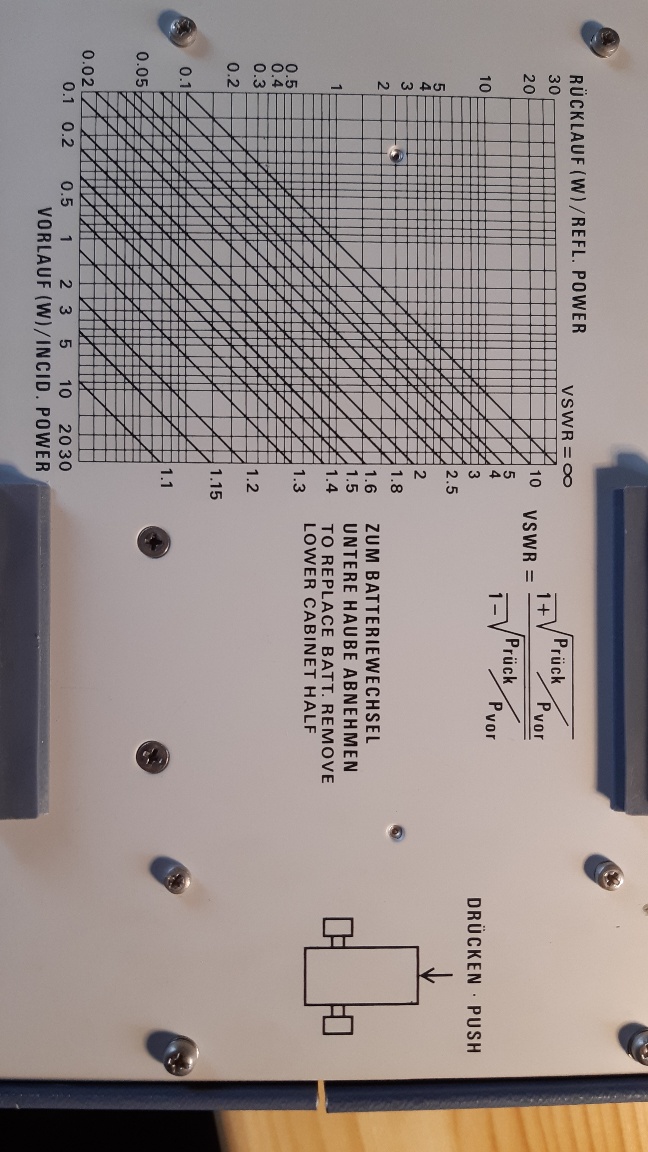 RÜCKLAUF (W)/REFL. POWER
30
20
10
5
4
3
2
1
0.5
0.4
0.3
0.2
0.1
0.05
0.02
0.1 0.2 0.5 1 2 3 5 10 20 30
VORLAUF (W)/INCID. POWER
VSWR = ∞
10
5
4
3
2.5
2
1.8
1.6
1.5
1.4
1.3
1.2
1.15
1.1
VSWR = 1+√Prück/Pvor
1−√Prück/Pvor
ZUM BATTERIEWECHSEL
UNTERE HAUBE ABNEHMEN
TO REPLACE BATT. REMOVE
LOWER CABINET HALF
DRÜCKEN · PUSH